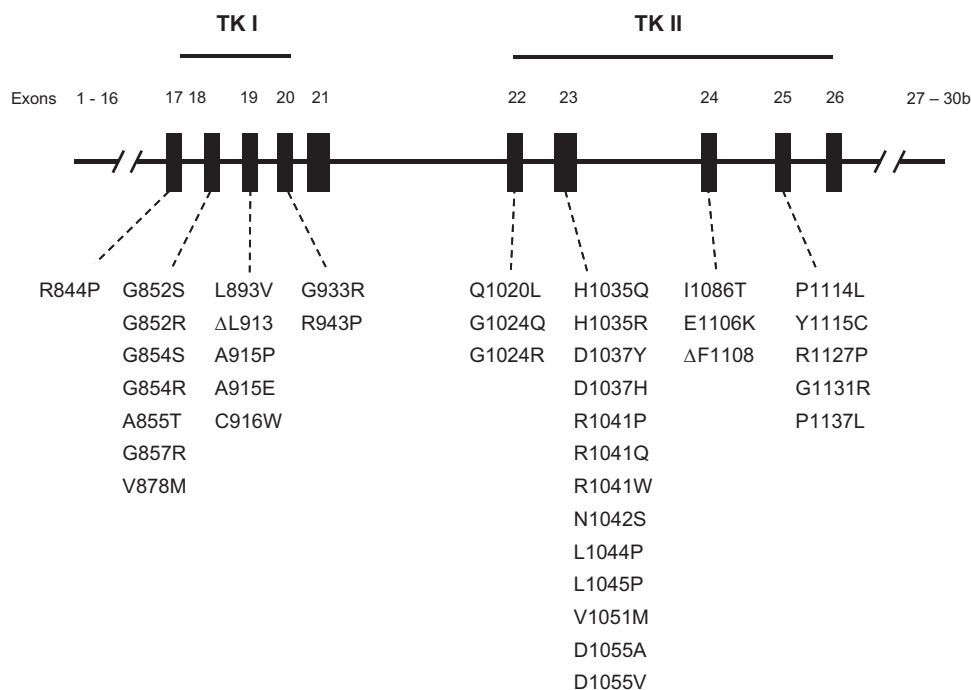 TK I TK II
Exons 1 - 16 17 18 19 20 21 22 23 24 25 26 27 – 30b
R844P G852S L893V G933R Q1020L H1035Q I1086T P1114L
G852R ΔL913 R943P G1024Q H1035R E1106K Y1115C
G854S A915P G1024R D1037Y ΔF1108 R1127P
G854R A915E D1037H G1131R
A855T C916W R1041P P1137L
G857R R1041Q
V878M R1041W
N1042S
L1044P
L1045P
V1051M
D1055A
D1055V